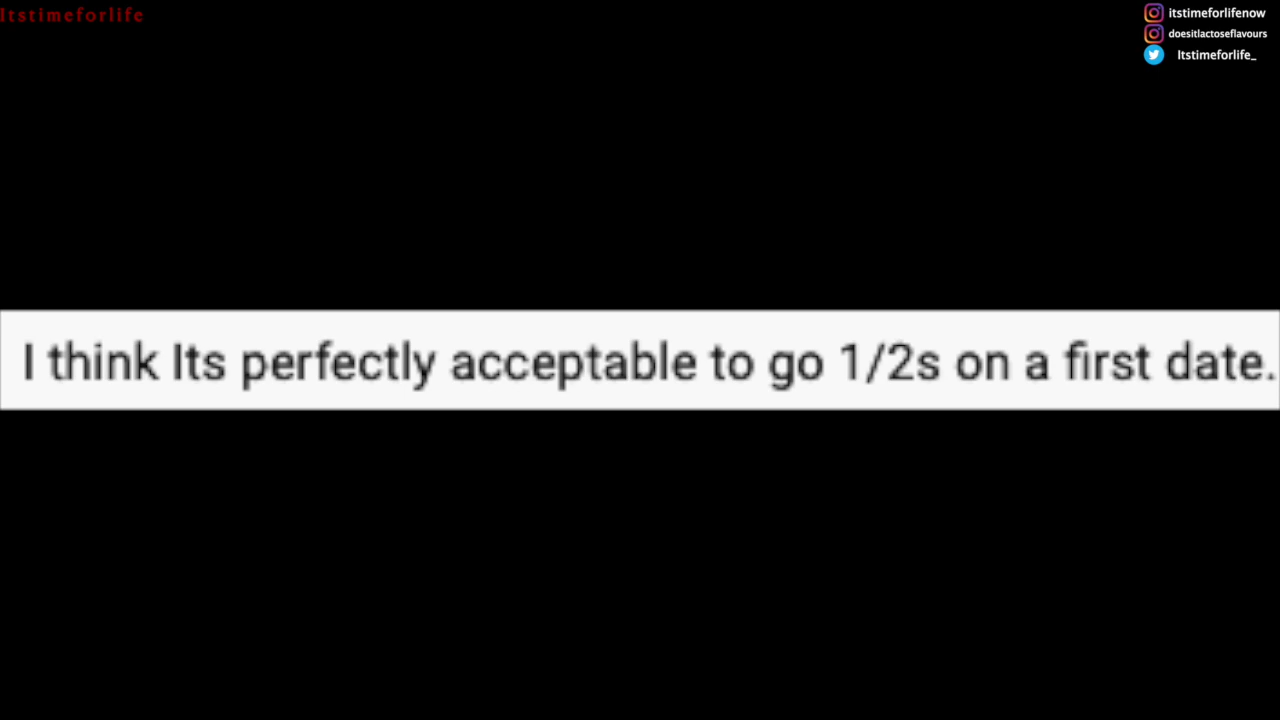 Itstimeforlife
itstimeforlifenow
doesitlactoseflavours
Itstimeforlife_
I think Its perfectly acceptable to go 1/2s on a first date.